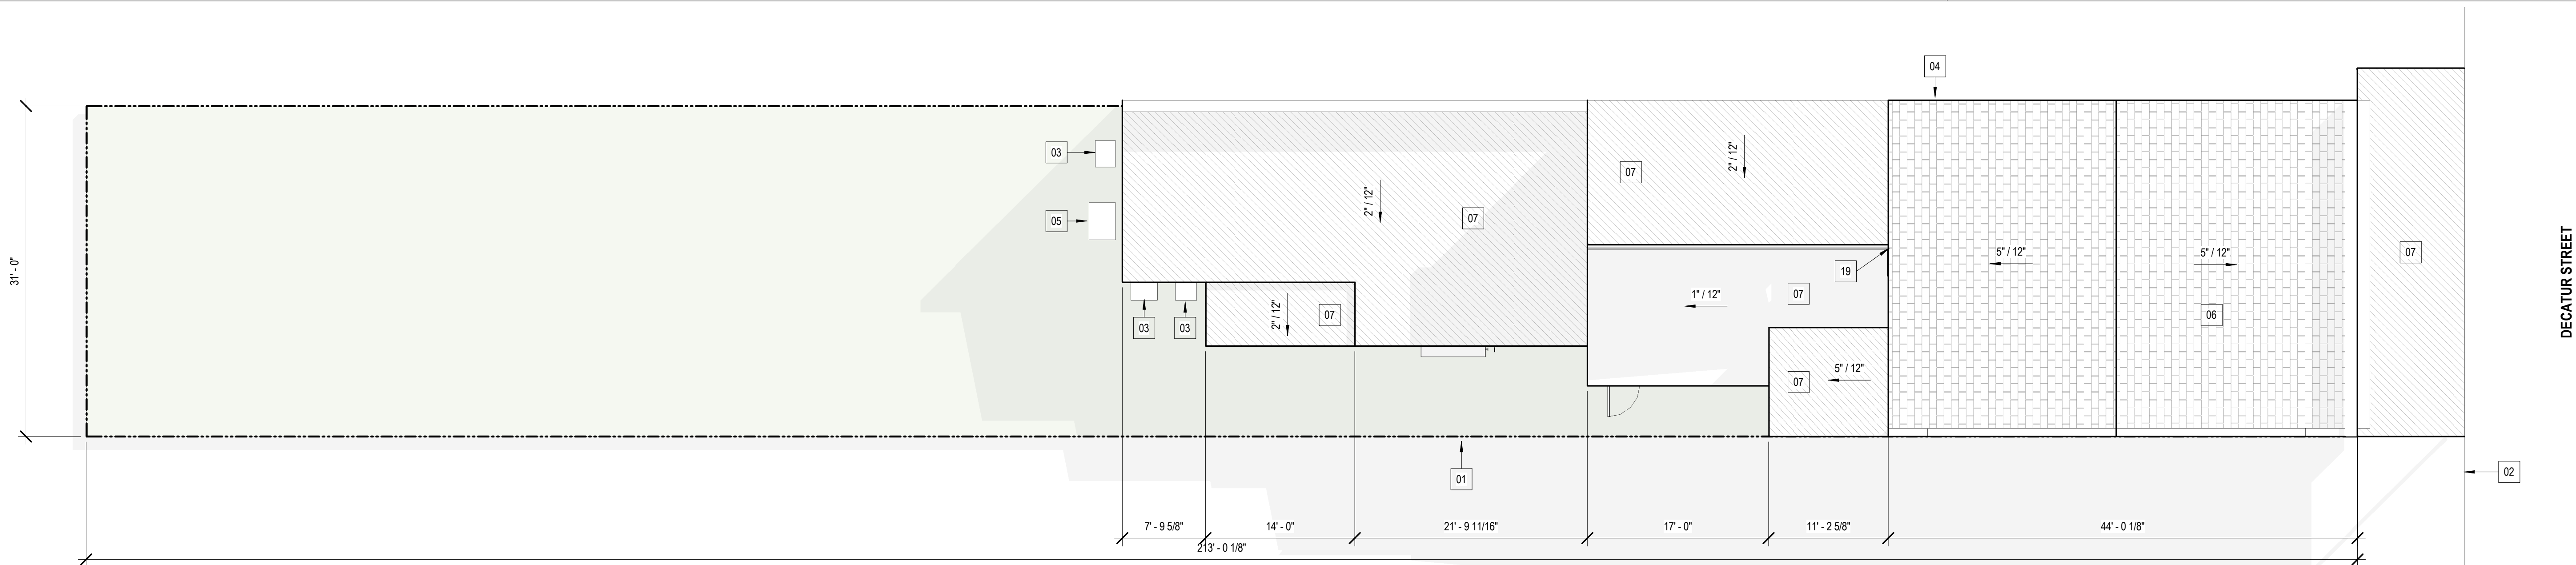 04
03
2" / 12"
07
2" / 12"
07
05
31' - 0"
5" / 12"
5" / 12"
07
DECATUR STREET
19
07
1" / 12"
2" / 12"
07
06
03
03
5" / 12"
07
01
02
7' - 9 5/8"
14' - 0"
21' - 9 11/16"
17' - 0"
11' - 2 5/8"
44' - 0 1/8"
213' - 0 1/8"